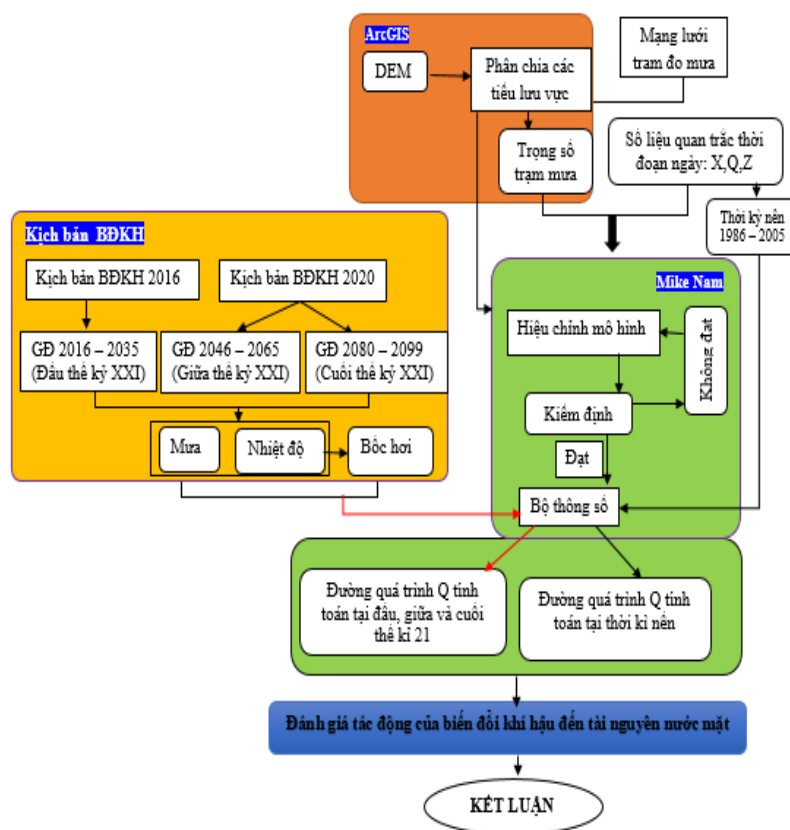 ArcGIS
DEM
Phân chia các
tiểu lưu vực
Mạng lưới
trạm đo mưa
Trọng số
trạm mưa
Số liệu quan trắc thời
đoạn ngày: X,Q,Z
Thời kỳ nền
1986 – 2005
Kịch bản BĐKH
Kịch bản BĐKH 2016
Kịch bản BĐKH 2020
GĐ 2016 – 2035
(Đầu thế kỷ XXI)
GĐ 2046 – 2065
(Giữa thế kỷ XXI)
GĐ 2080 – 2099
(Cuối thế kỷ XXI)
Mưa
Nhiệt độ
Bốc hơi
Mike Nam
Hiệu chỉnh mô hình
Không đạt
Kiểm định
Đạt
Bộ thông số
Đường quá trình Q tính
toán tại đầu, giữa và cuối
thế kỉ 21
Đường quá trình Q tính
toán tại thời kì nền
Đánh giá tác động của biến đổi khí hậu đến tài nguyên nước mặt
KẾT LUẬN